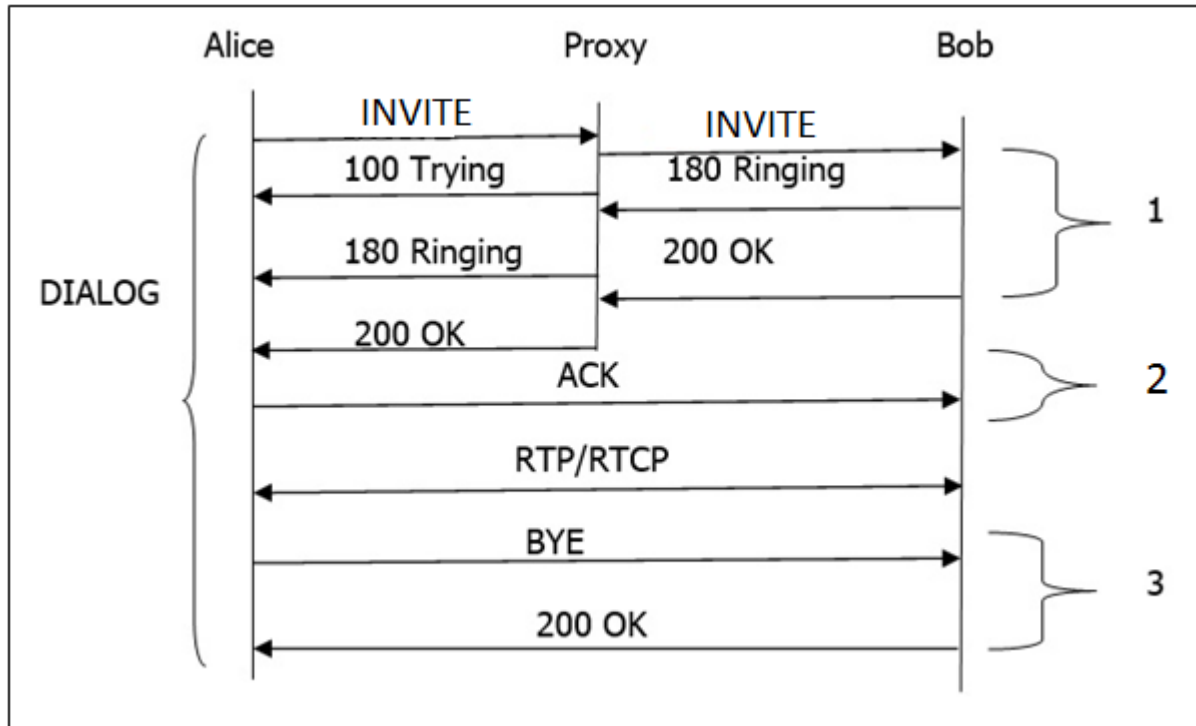 Alice Proxy Bob
INVITE INVITE
100 Trying 180 Ringing
1
180 Ringing 200 OK
DIALOG
200 OK
ACK 2
RTP/RTCP
BYE
3
200 OK